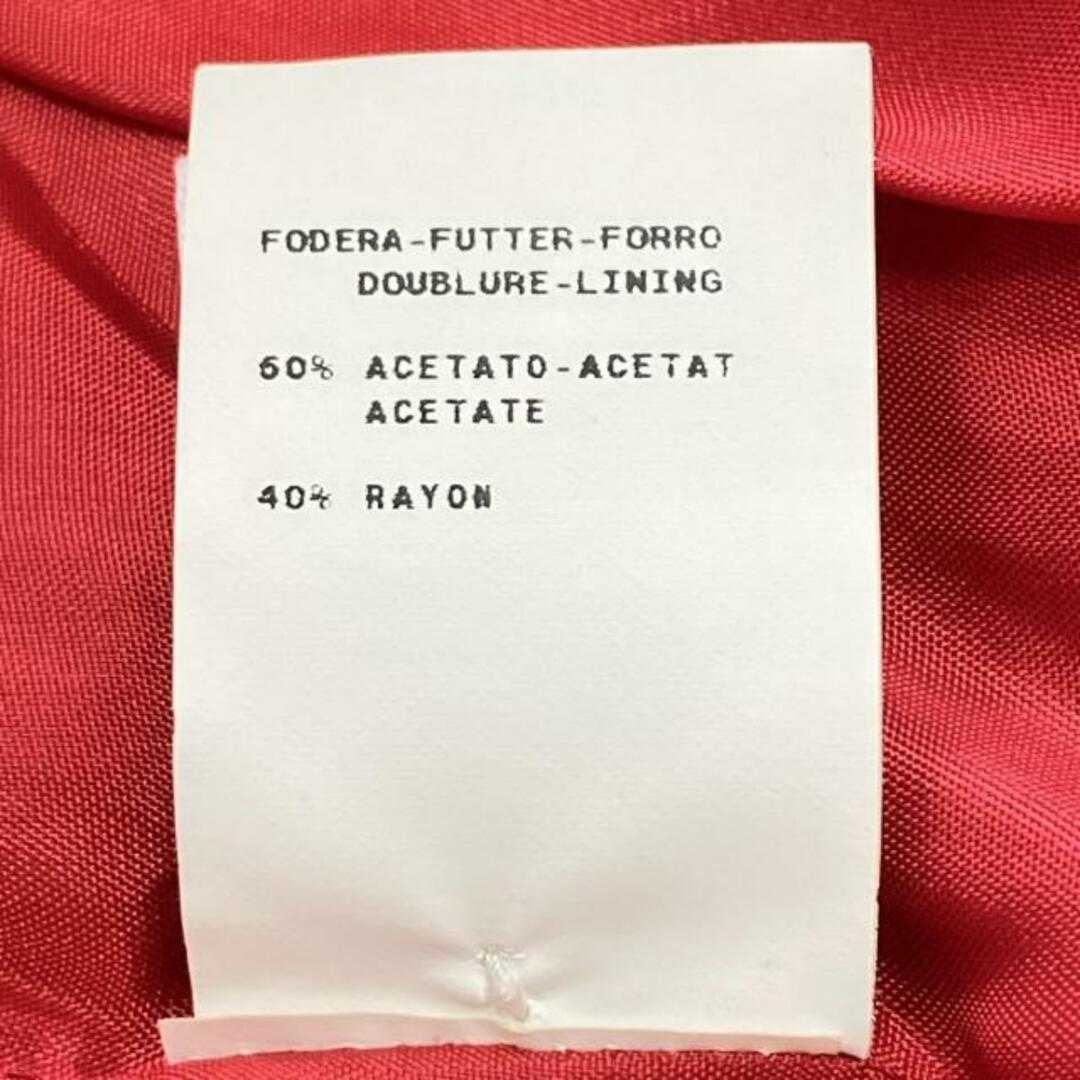 FODERA-FUTTER-FORRO
DOUBLURE-LINING
60% ACETATO-ACETAT
ACETATE
40% RAYON